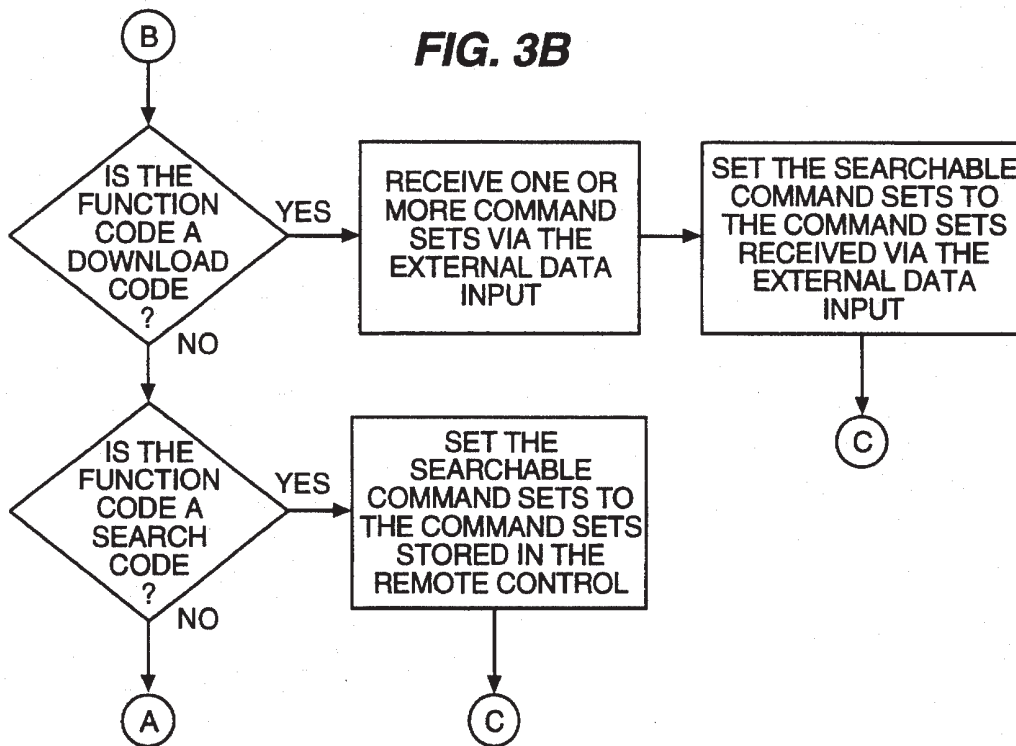 B
FIG. 3B
IS THE
FUNCTION
CODE A
DOWNLOAD
CODE
?
YES
NO
RECEIVE ONE OR
MORE COMMAND
SETS VIA THE
EXTERNAL DATA
INPUT
SET THE SEARCHABLE
COMMAND SETS TO
THE COMMAND SETS
RECEIVED VIA THE
EXTERNAL DATA
INPUT
C
IS THE
FUNCTION
CODE A
SEARCH
CODE
?
YES
NO
SET THE
SEARCHABLE
COMMAND SETS TO
THE COMMAND SETS
STORED IN THE
REMOTE CONTROL
A
C